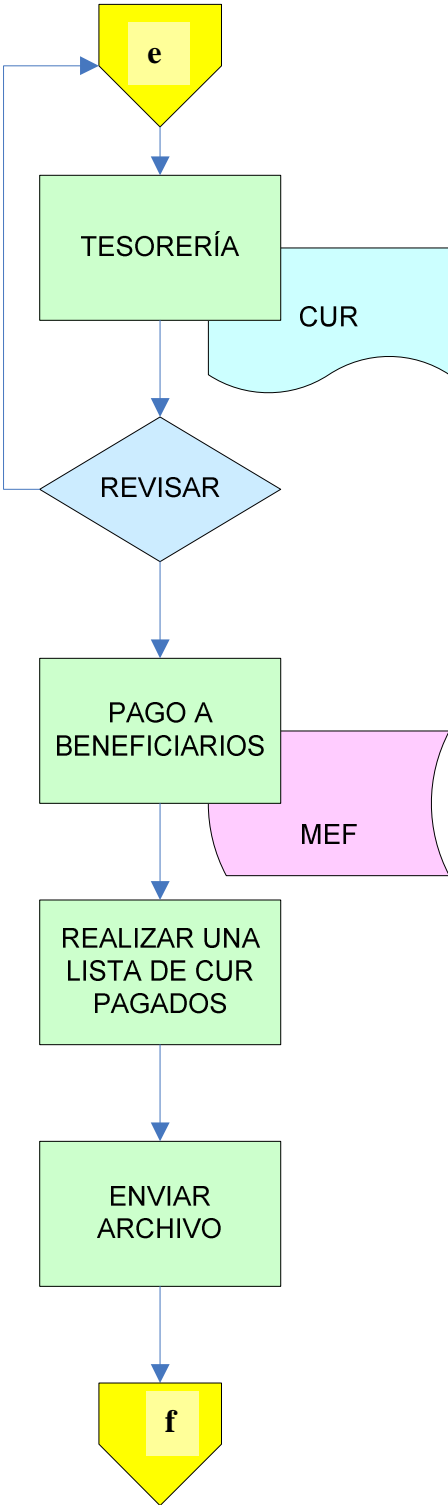 e
TESORERÍA
CUR
REVISAR
PAGO A
BENEFICIARIOS
MEF
REALIZAR UNA
LISTA DE CUR
PAGADOS
ENVIAR
ARCHIVO
f